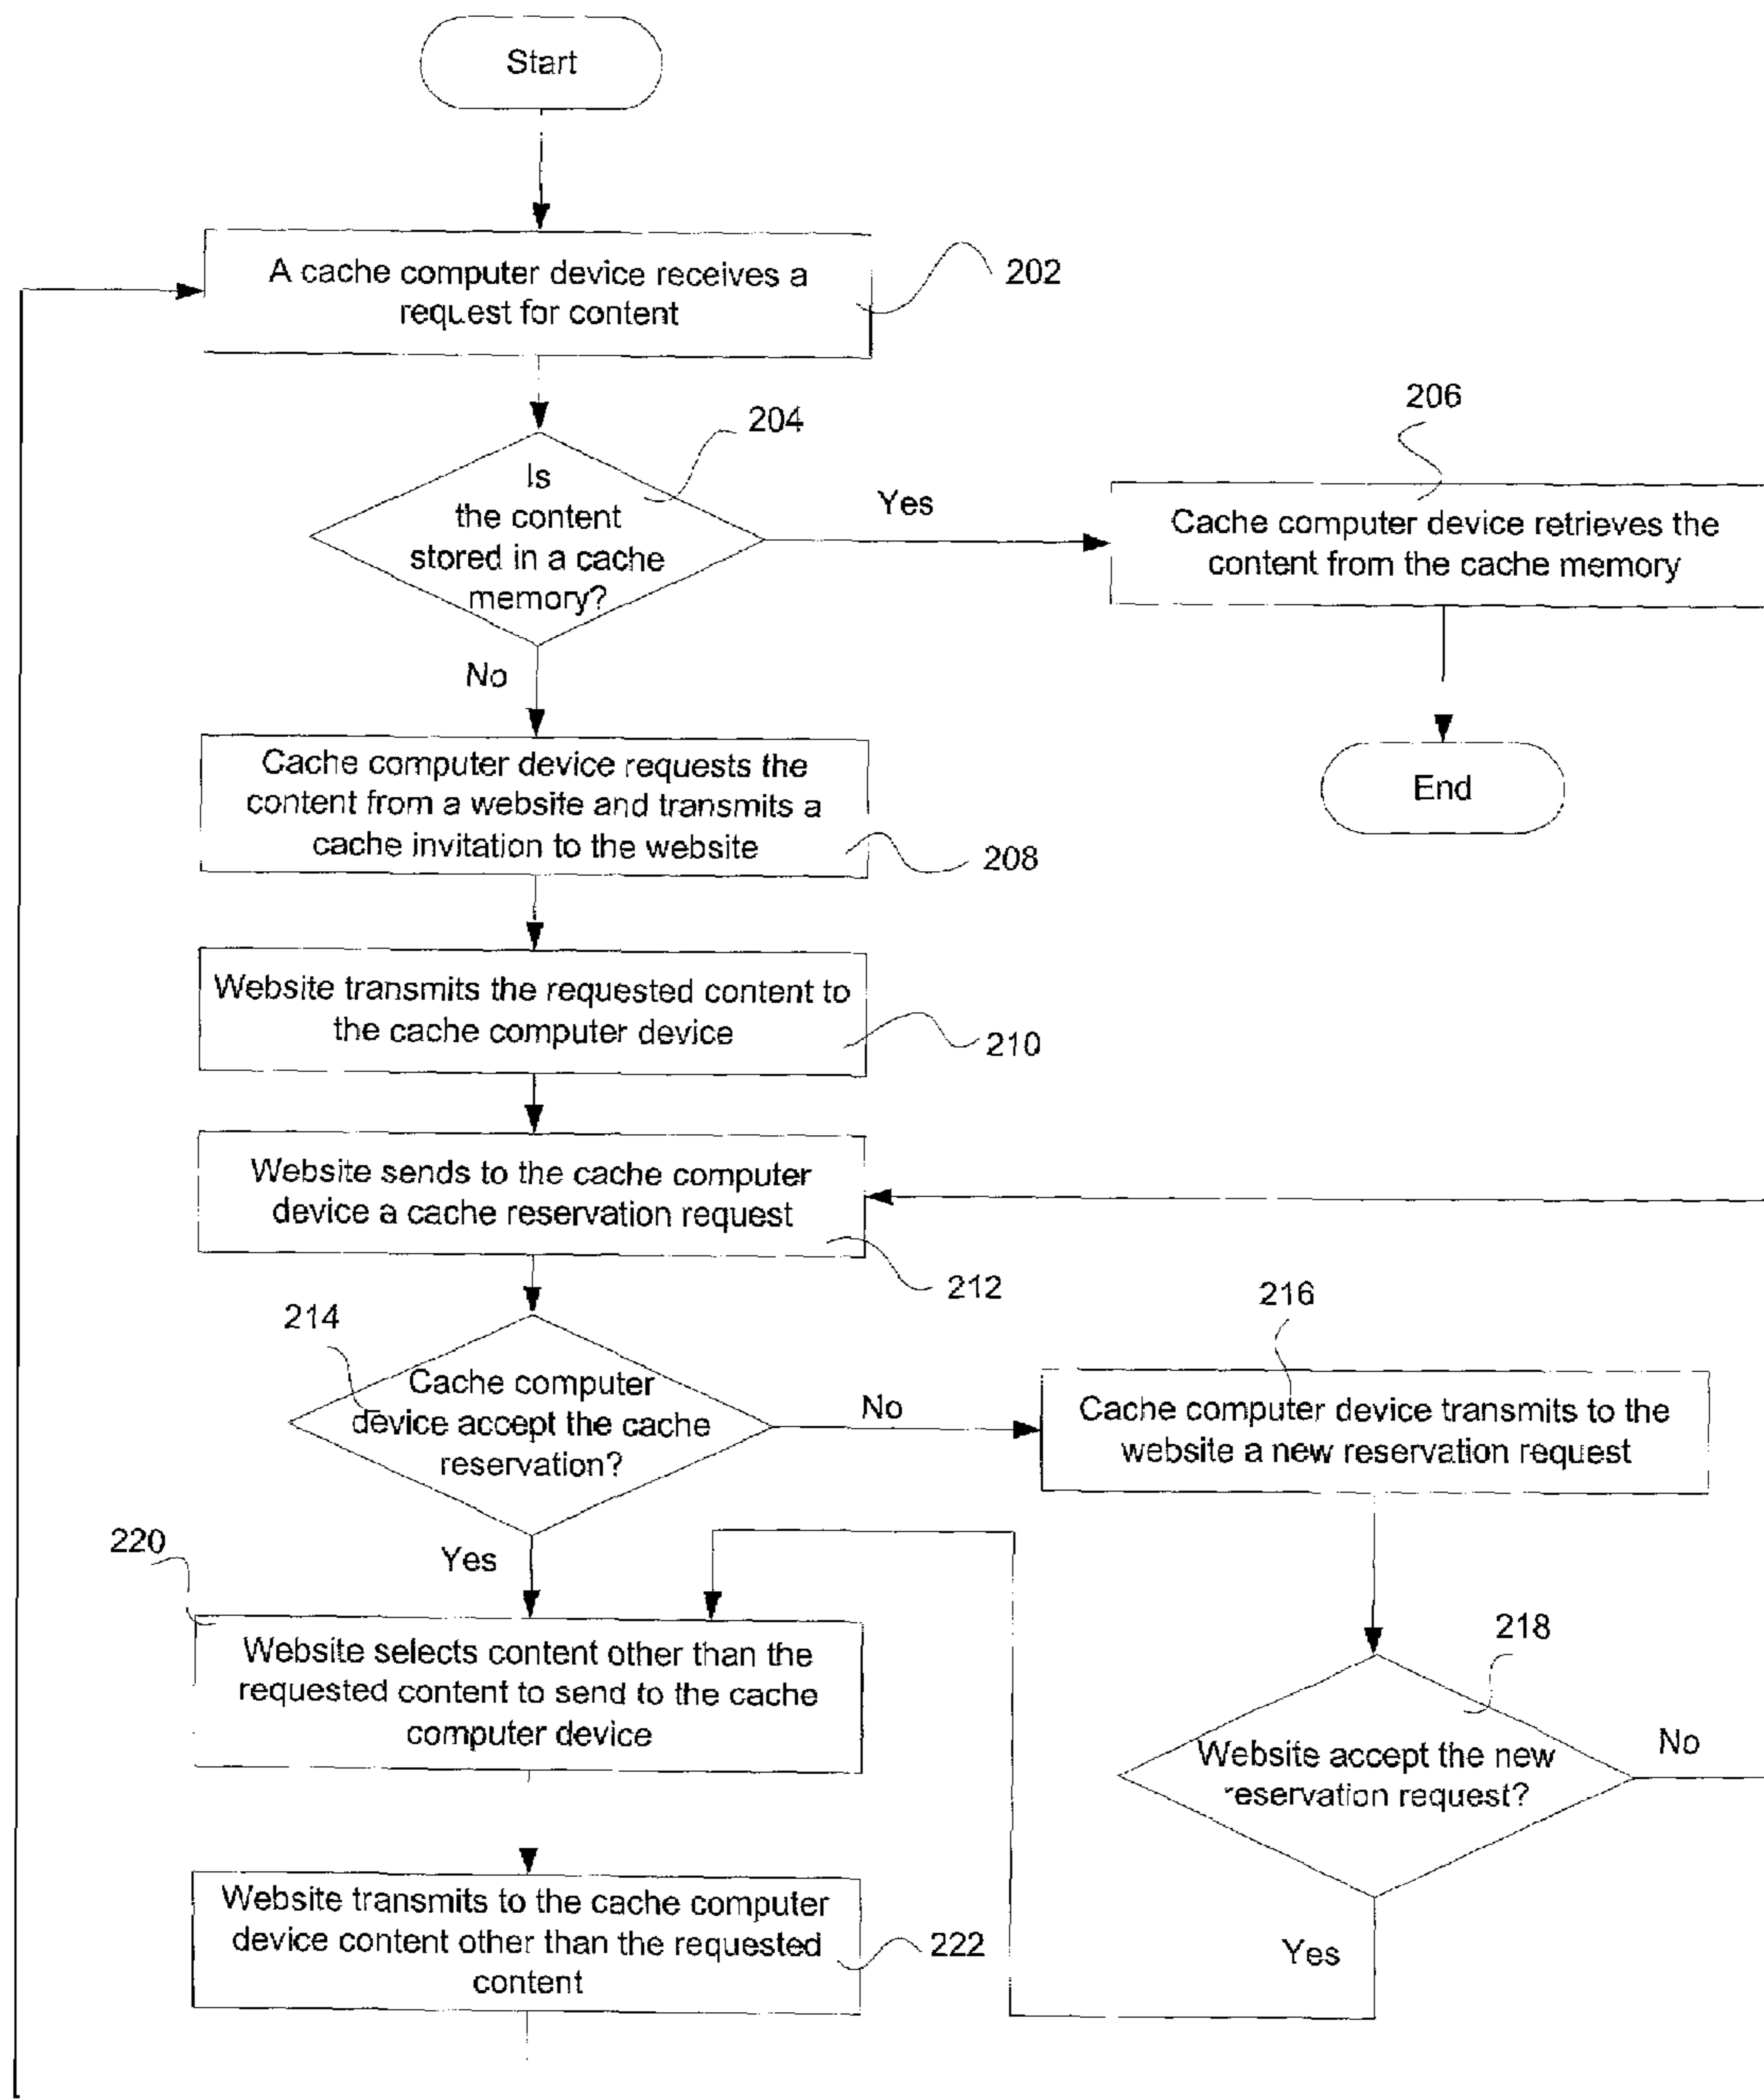 Start
A cache computer device receives a
request for content
202
204
Is
the content
stored in a cache
memory?
Yes
No
206
Cache computer device retrieves the
content from the cache memory
End
Cache computer device requests the
content from a website and transmits a
cache invitation to the website
208
Website transmits the requested content to
the cache computer device
210
Website sends to the cache computer
device a cache reservation request
212
214
Cache computer
device accept the cache
reservation?
No
Yes
216
Cache computer device transmits to the
website a new reservation request
218
Website accept the new
reservation request?
No
Yes
220
Website selects content other than the
requested content to send to the cache
computer device
Website transmits to the cache computer
device content other than the requested
content
222